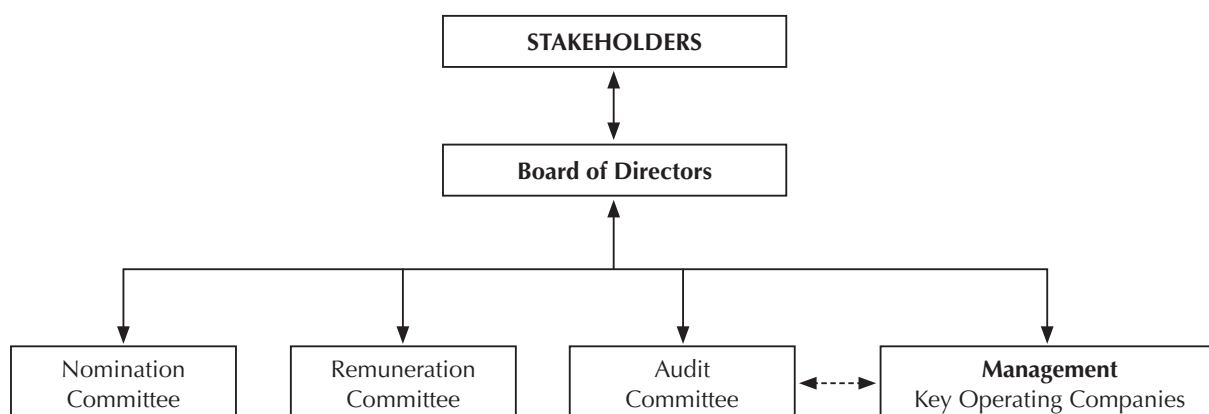 STAKEHOLDERS
Board of Directors
Nomination
Committee
Remuneration
Committee
Audit
Committee
Management
Key Operating Companies